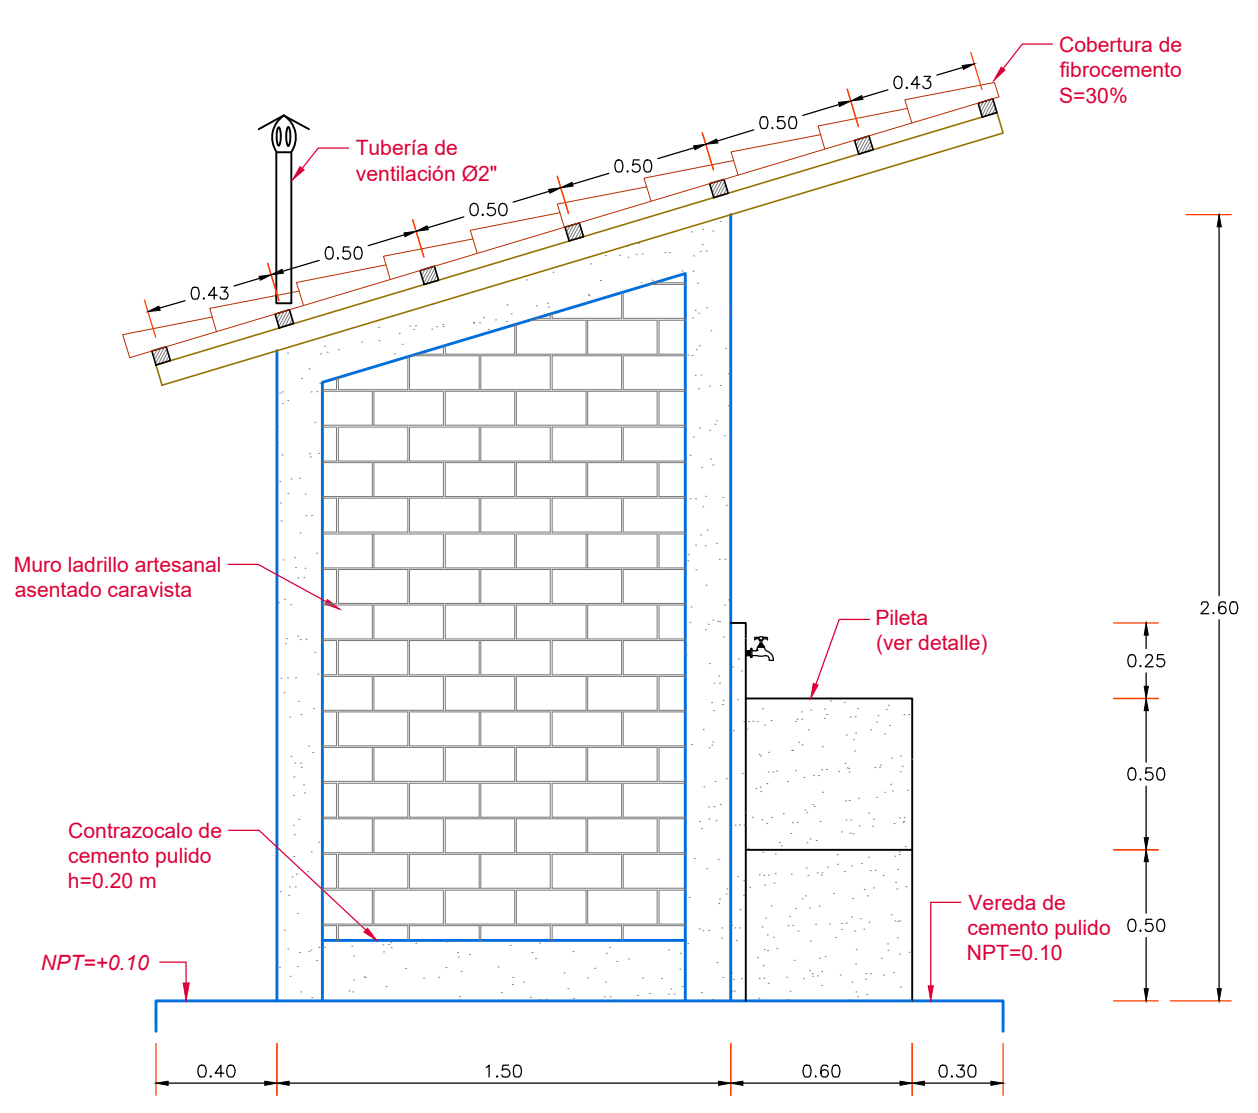 Cobertura de
fibrocemento
S=30%
0.43
0.50
0.50
0.50
0.50
0.43
Tubería de
ventilación Ø2"
Muro ladrillo artesanal
asentado caravista
Pileta
(ver detalle)
2.60
0.25
0.50
0.50
Contrazocalo de
cemento pulido
h=0.20 m
Vereda de
cemento pulido
NPT=0.10
NPT=+0.10
0.40
1.50
0.60
0.30